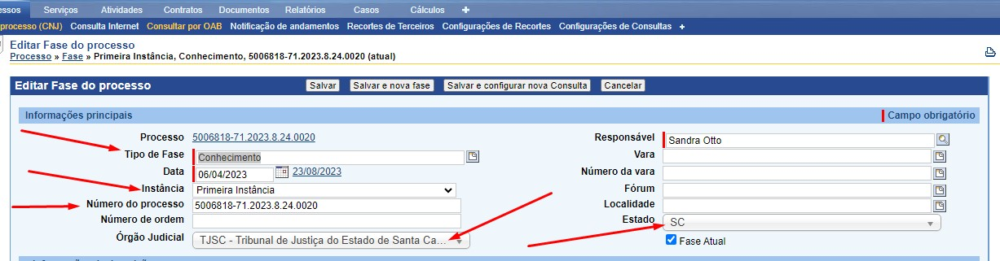 essos Serviços Atividades Contratos Documentos Relatórios Casos Cálculos +
processo (CNJ) Consulta Internet Consultar por OAB Notificação de andamentos Recortes de Terceiros Configurações de Recortes Configurações de Consultas +
Editar Fase do processo
Processo » Fase » Primeira Instância, Conhecimento, 5006818-71.2023.8.24.0020 (atual)
Editar Fase do processo Salvar Salvar e nova fase Salvar e configurar nova Consulta Cancelar
Informações principais Campo obrigatório
Processo 5006818-71.2023.8.24.0020 Responsável Sandra Otto
Tipo de Fase Conhecimento Vara
Data 06/04/2023 23/08/2023 Número da vara
Instância Primeira Instância Fórum
Número do processo 5006818-71.2023.8.24.0020 Localidade
Número de ordem Estado SC
Órgão Judicial TJSC - Tribunal de Justiça do Estado de Santa Ca... Fase Atual